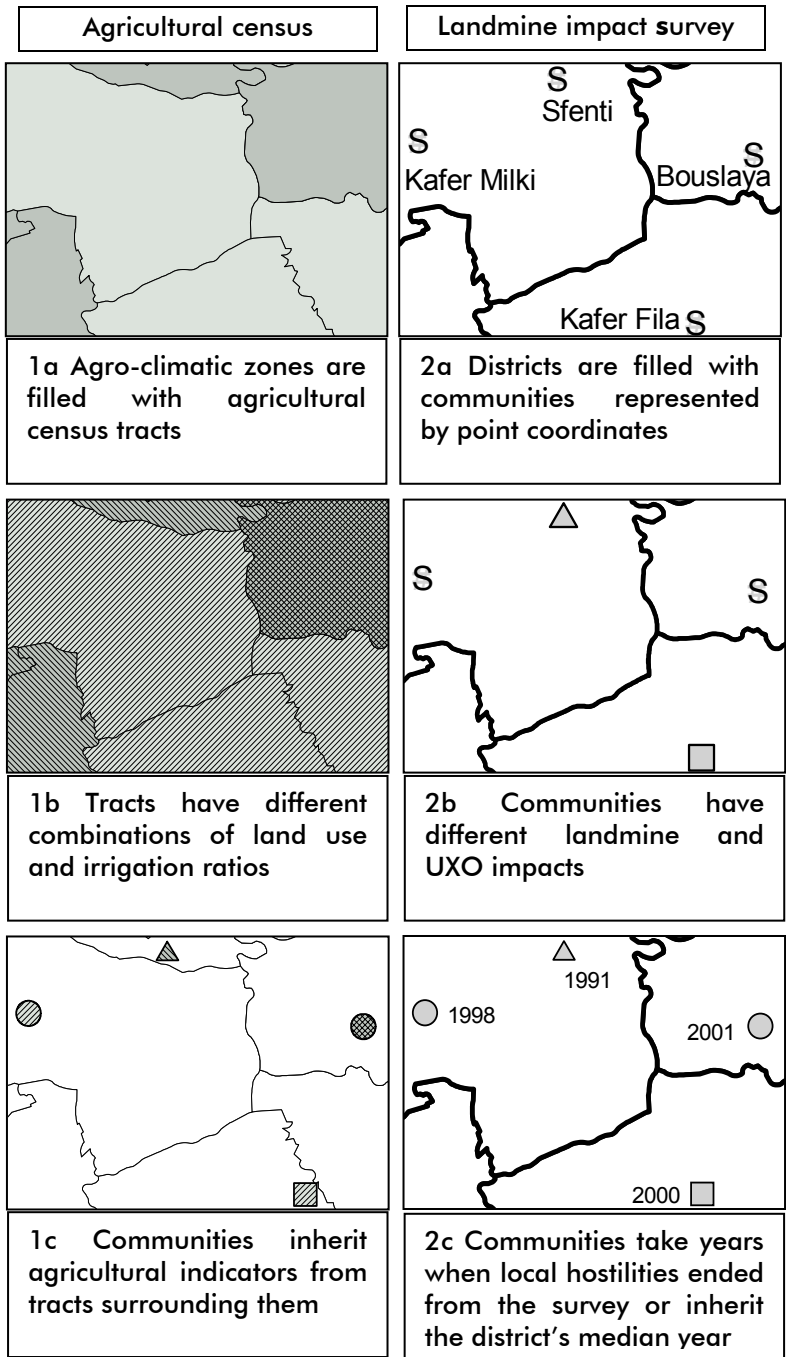 Agricultural census
Landmine impact survey
S
Sfenti
S
Kafer Milki
S
Bouslaya
Kafer Fila S
1a Agro-climatic zones are
filled with agricultural
census tracts
2a Districts are filled with
communities represented
by point coordinates
S
S
1b Tracts have different
combinations of land use
and irrigation ratios
2b Communities have
different landmine and
UXO impacts
1991
1998
2001
2000
1c Communities inherit
agricultural indicators from
tracts surrounding them
2c Communities take years
when local hostilities ended
from the survey or inherit
the district's median year